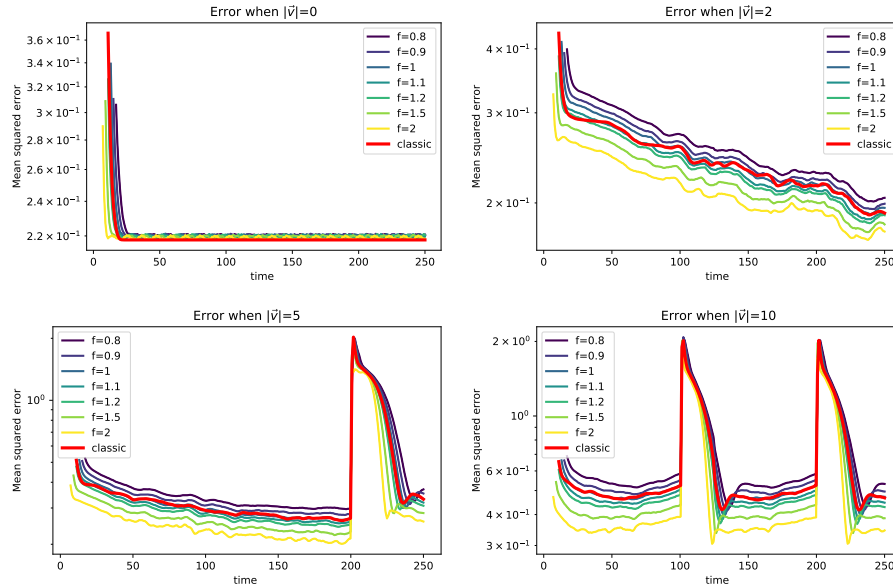 Error when |v⃗|=0
Mean squared error
3.6 × 10⁻¹
3.4 × 10⁻¹
3.2 × 10⁻¹
3 × 10⁻¹
2.8 × 10⁻¹
2.6 × 10⁻¹
2.4 × 10⁻¹
2.2 × 10⁻¹
f=0.8
f=0.9
f=1
f=1.1
f=1.2
f=1.5
f=2
classic
0 50 100 150 200 250
time
Error when |v⃗|=2
Mean squared error
4 × 10⁻¹
3 × 10⁻¹
2 × 10⁻¹
f=0.8
f=0.9
f=1
f=1.1
f=1.2
f=1.5
f=2
classic
0 50 100 150 200 250
time
Error when |v⃗|=5
Mean squared error
10⁰
f=0.8
f=0.9
f=1
f=1.1
f=1.2
f=1.5
f=2
classic
0 50 100 150 200 250
time
Error when |v⃗|=10
Mean squared error
2 × 10⁰
10⁰
6 × 10⁻¹
4 × 10⁻¹
3 × 10⁻¹
f=0.8
f=0.9
f=1
f=1.1
f=1.2
f=1.5
f=2
classic
0 50 100 150 200 250
time